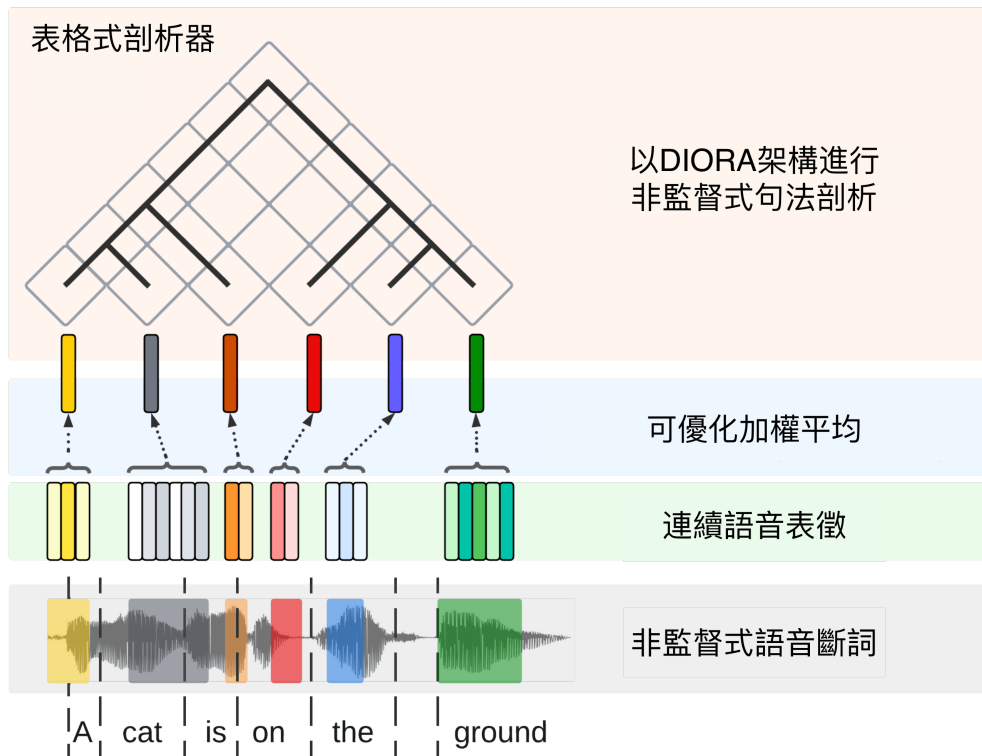 表格式剖析器
以DIORA架構進行
非監督式句法剖析
可優化加權平均
連續語音表徵
非監督式語音斷詞
A cat is on the ground